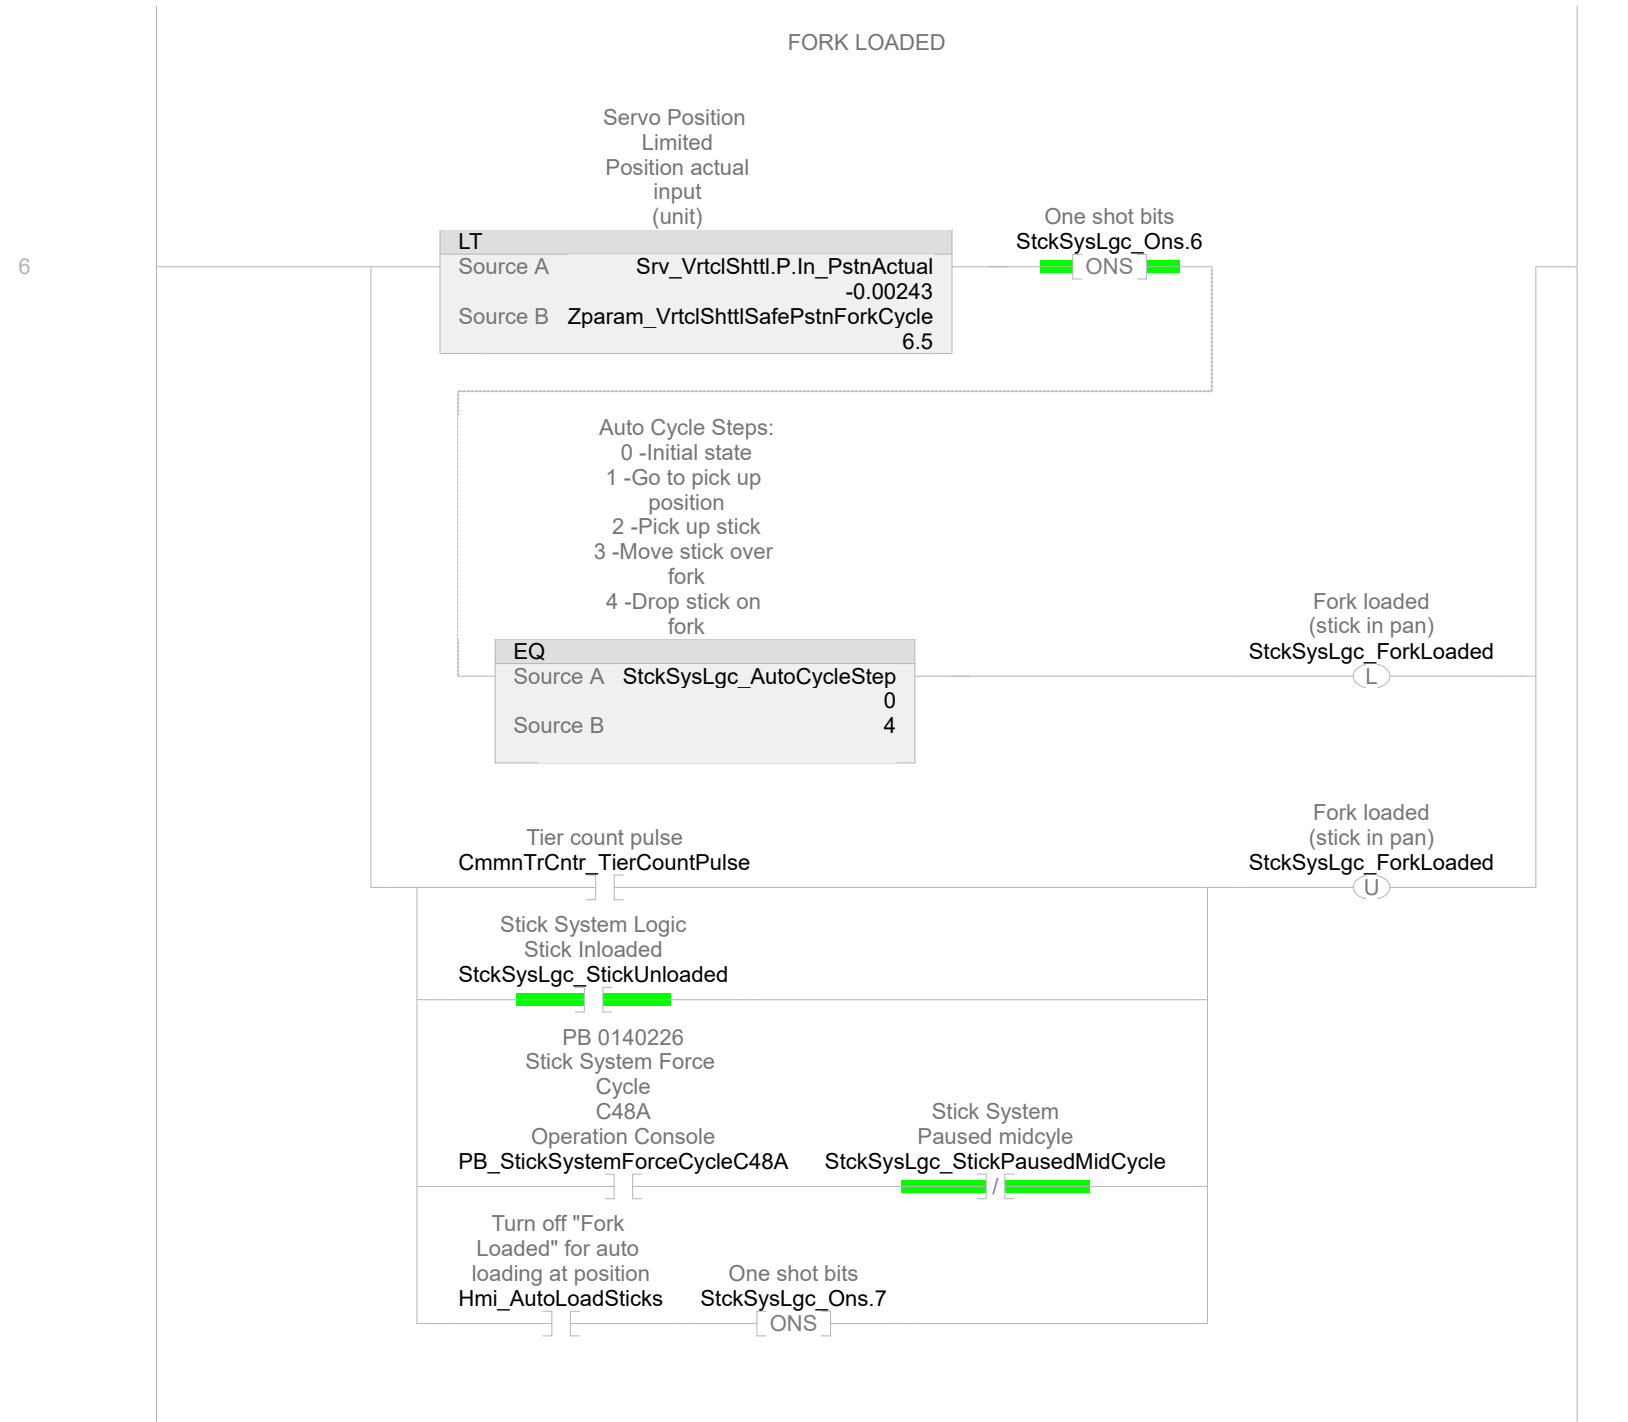 FORK LOADED
Servo Position
Limited
Position actual
input
(unit)
One shot bits
LT
StckSysLgc_Ons.6
6
Source A
Srv_VrtclShttl.P.In_PstnActual
ONS
-0.00243
Source B
Zparam_VrtclShttlSafePstnForkCycle
6.5
Auto Cycle Steps:
0 -Initial state
1 -Go to pick up
position
2 -Pick up stick
3 -Move stick over
fork
4 -Drop stick on
fork
Fork loaded
(stick in pan)
EQ
StckSysLgc_ForkLoaded
Source A
StckSysLgc_AutoCycleStep
L
0
Source B
4
Tier count pulse
CmmnTrCntr_TierCountPulse
Fork loaded
(stick in pan)
StckSysLgc_ForkLoaded
U
Stick System Logic
Stick Inloaded
StckSysLgc_StickUnloaded
PB 0140226
Stick System Force
Cycle
C48A
Operation Console
PB_StickSystemForceCycleC48A
Stick System
Paused midcyle
StckSysLgc_StickPausedMidCycle
/
Turn off "Fork
Loaded" for auto
loading at position
Hmi_AutoLoadSticks
One shot bits
StckSysLgc_Ons.7
ONS